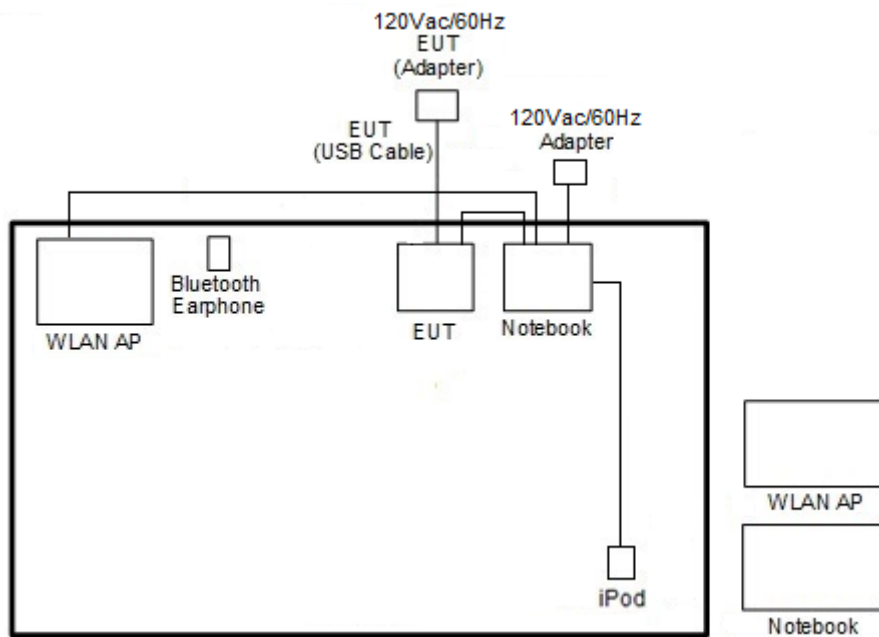 120Vac/60Hz
EUT
(Adapter)
EUT
(USB Cable)
120Vac/60Hz
Adapter
WLAN AP
Bluetooth
Earphone
EUT
Notebook
iPod
WLAN AP
Notebook